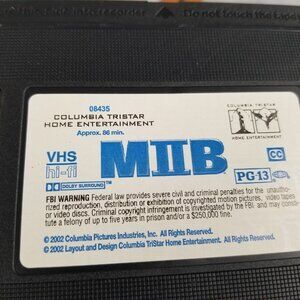 Do not touch the tape
08435
COLUMBIA TRISTAR
HOME ENTERTAINMENT
Approx. 86 min.
COLUMBIA TRISTAR
HOME ENTERTAINMENT
VHS
hi-fi
DOLBY SURROUND
MIIB
CC
PG-13
FBI WARNING Federal law provides severe civil and criminal penalties for the unauth-
orized reproduction, distribution or exhibition of copyrighted motion pictures, video tapes
or video discs. Criminal copyright infringement is investigated by the FBI and may consti-
tute a felony of up to five years in prison and/or a $250,000 fine.
© 2002 Columbia Pictures Industries, Inc. All Rights Reserved.
© 2002 Layout and Design Columbia TriStar Home Entertainment. All Rights Reserved.